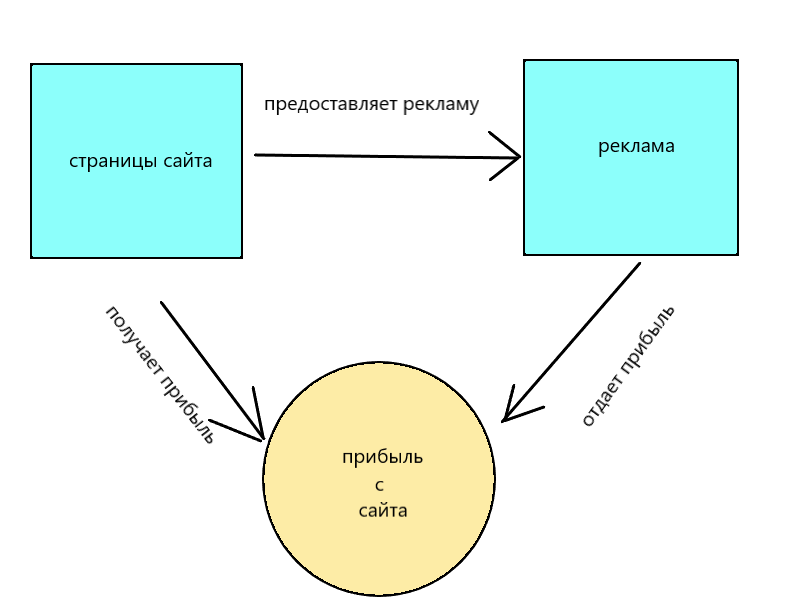 предоставляет рекламу
страницы сайта
реклама
получает прибыль
отдает прибыль
прибыль
с
сайта